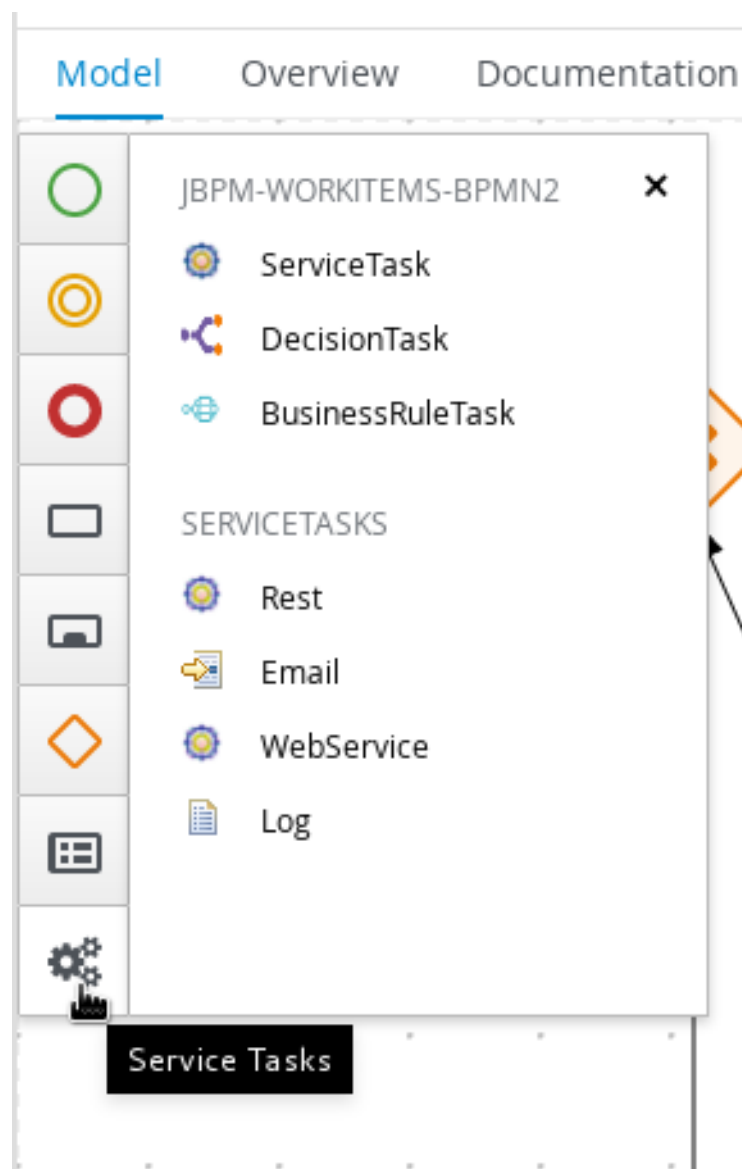 Model Overview Documentation
JBPM-WORKITEMS-BPMN2
ServiceTask
DecisionTask
BusinessRuleTask
SERVICETASKS
Rest
Email
WebService
Log
Service Tasks